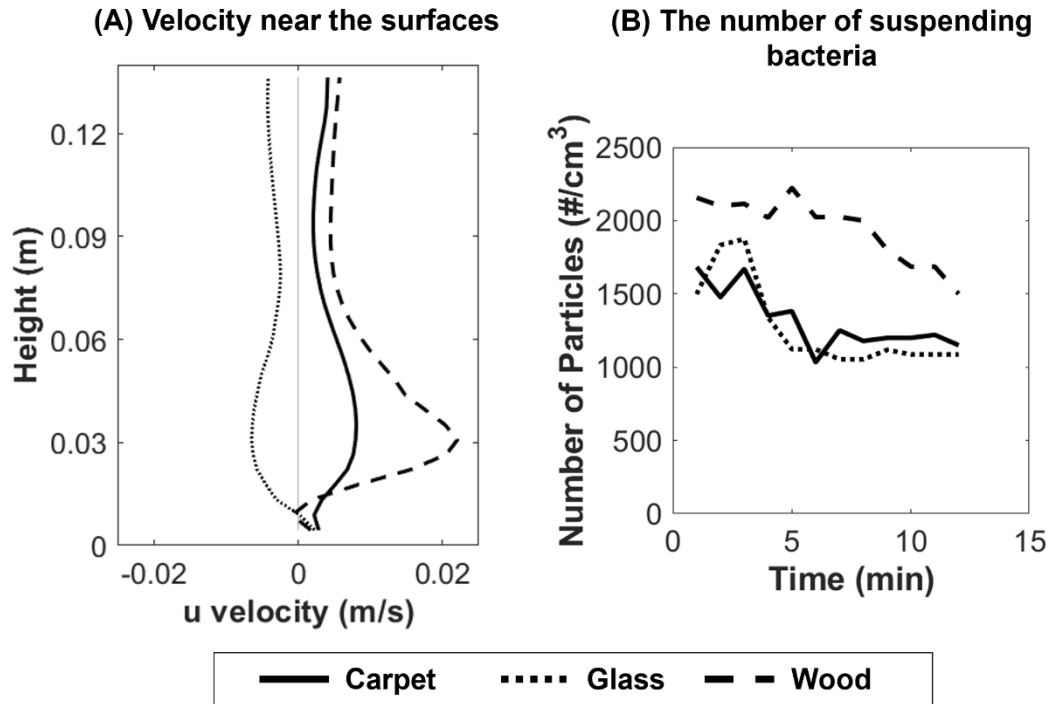 (A) Velocity near the surfaces
0.12
0.09
0.06
0.03
0
Height (m)
-0.02 0 0.02
u velocity (m/s)
(B) The number of suspending
bacteria
2500
2000
1500
1000
500
0
Number of Particles (#/cm³)
0 5 10 15
Time (min)
Carpet Glass Wood